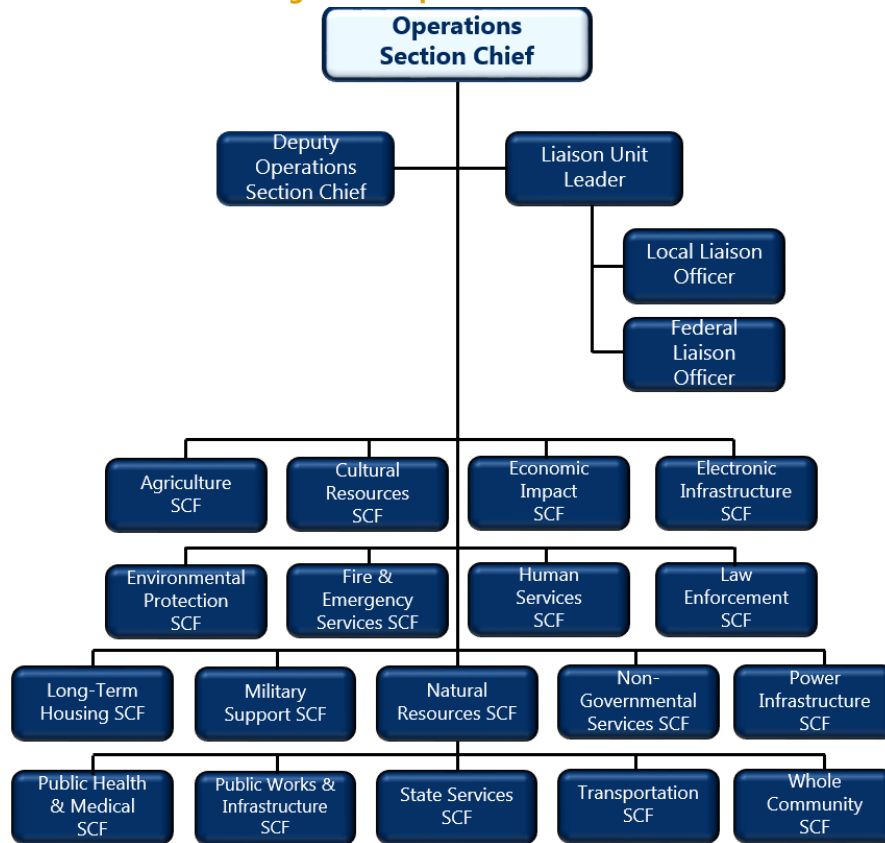 Operations
Section Chief
Deputy
Operations
Section Chief
Liaison Unit
Leader
Local Liaison
Officer
Federal
Liaison
Officer
Agriculture
SCF
Cultural
Resources
SCF
Economic
Impact
SCF
Electronic
Infrastructure
SCF
Environmental
Protection
SCF
Fire &
Emergency
Services SCF
Human
Services
SCF
Law
Enforcement
SCF
Long-Term
Housing SCF
Military
Support SCF
Natural
Resources SCF
Non-
Governmental
Services SCF
Power
Infrastructure
SCF
Public Health
& Medical
SCF
Public Works &
Infrastructure
SCF
State Services
SCF
Transportation
SCF
Whole
Community
SCF